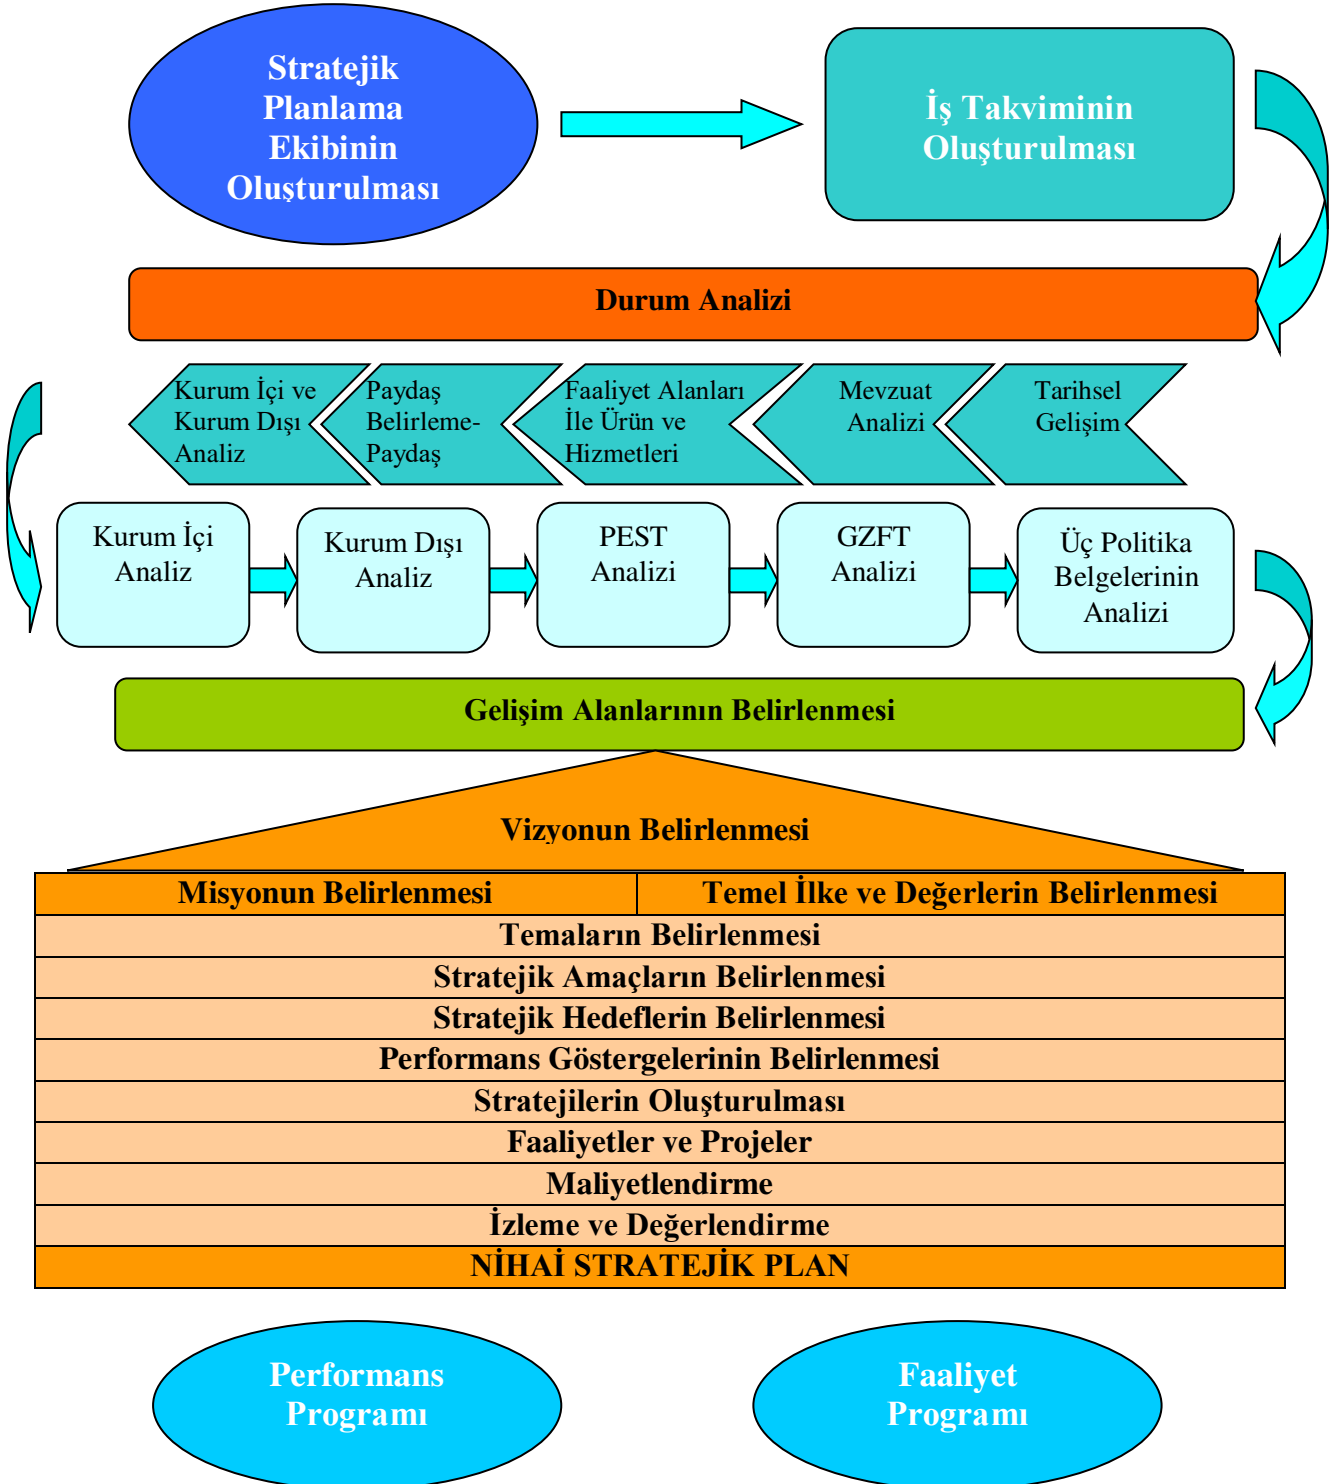 Stratejik
Planlama
Ekibinin
Oluşturulması
İş Takviminin
Oluşturulması
Durum Analizi
Kurum İçi ve
Kurum Dışı
Analiz
Paydaş
Belirleme-
Paydaş
Faaliyet Alanları
İle Ürün ve
Hizmetleri
Mevzuat
Analizi
Tarihsel
Gelişim
Kurum İçi
Analiz
Kurum Dışı
Analiz
PEST
Analizi
GZFT
Analizi
Üç Politika
Belgelerinin
Analizi
Gelişim Alanlarının Belirlenmesi
Vizyonun Belirlenmesi
Misyonun Belirlenmesi
Temel İlke ve Değerlerin Belirlenmesi
Temaların Belirlenmesi
Stratejik Amaçların Belirlenmesi
Stratejik Hedeflerin Belirlenmesi
Performans Göstergelerinin Belirlenmesi
Stratejilerin Oluşturulması
Faaliyetler ve Projeler
Maliyetlendirme
İzleme ve Değerlendirme
NİHAİ STRATEJİK PLAN
Performans
Programı
Faaliyet
Programı